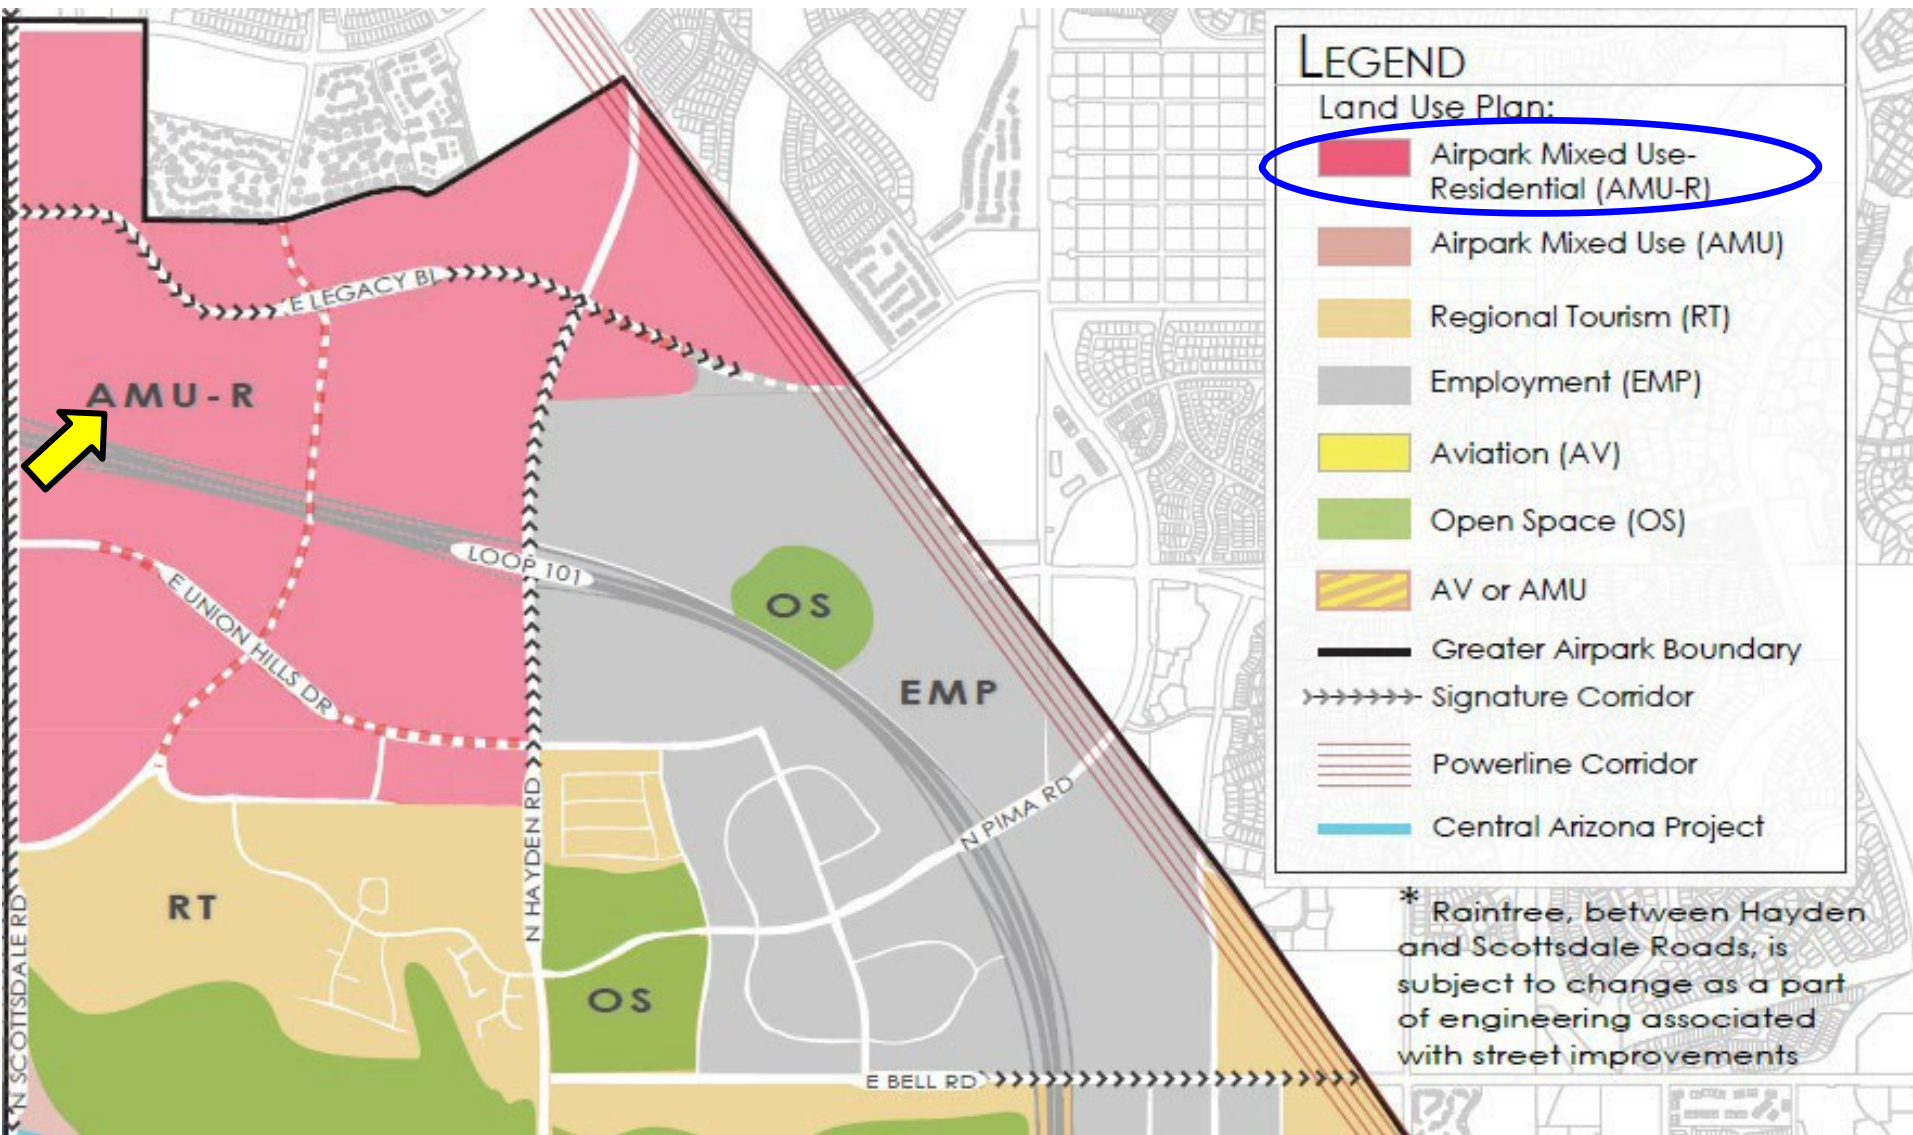 LEGEND
Land Use Plan:
Airpark Mixed Use-
Residential (AMU-R)
Airpark Mixed Use (AMU)
Regional Tourism (RT)
Employment (EMP)
Aviation (AV)
Open Space (OS)
AV or AMU
Greater Airpark Boundary
Signature Corridor
Powerline Corridor
Central Arizona Project
* Raintree, between Hayden
and Scottsdale Roads, is
subject to change as a part
of engineering associated
with street improvements
E LEGACY BL
AMU-R
LOOP 101
E UNION HILLS DR
OS
EMP
N HAYDEN RD
N PIMA RD
RT
N SCOTTSDALE RD
OS
E BELL RD